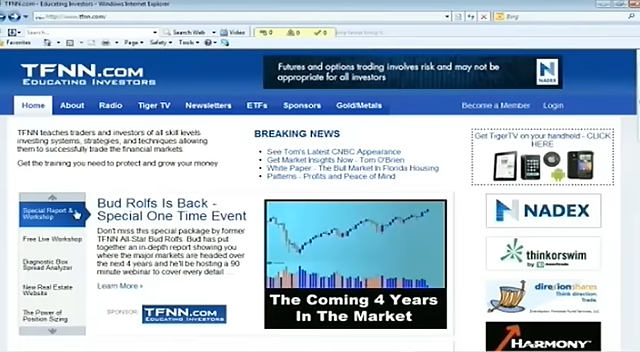 TFNN.com - Educating Investors - Windows Internet Explorer
http://www.tfnn.com/
Bing
Search Web
Video
Favorites
Page
Safety
Tools
TFNN.COM
EDUCATING INVESTORS
Futures and options trading involves risk and may not be
appropriate for all investors
NADEX
Home About Radio Tiger TV Newsletters ETFs Sponsors Gold/Metals
Become a Member Login
TFNN teaches traders and investors of all skill levels
investing systems, strategies, and techniques allowing
them to successfully trade the financial markets.
Get the training you need to protect and grow your money
BREAKING NEWS
See Tom's Latest CNBC Appearance
Get Market Insights Now - Tom O'Brien
White Paper - The Bull Market In Florida Housing
Patterns - Profits and Peace of Mind
Get TigerTV on your handheld - CLICK
HERE
Special Report &
Workshop
Free Live Workshop
Diagnostic Box
Spread Analyzer
New Real Estate
Website
The Power of
Position Sizing
Bud Rolfs Is Back -
Special One Time Event
Don't miss this special package by former
TFNN All-Star Bud Rolfs. Bud has put
together an in-depth report showing you
where the major markets are headed over
the next 4 years and he'll be hosting a 90
minute webinar to cover every detail ...
Learn More
SPONSOR:
TFNN.COM
EDUCATING INVESTORS
The Coming 4 Years
In The Market
NADEX
thinkorswim
direxionshares
Think direction.
Trade.
HARMONY